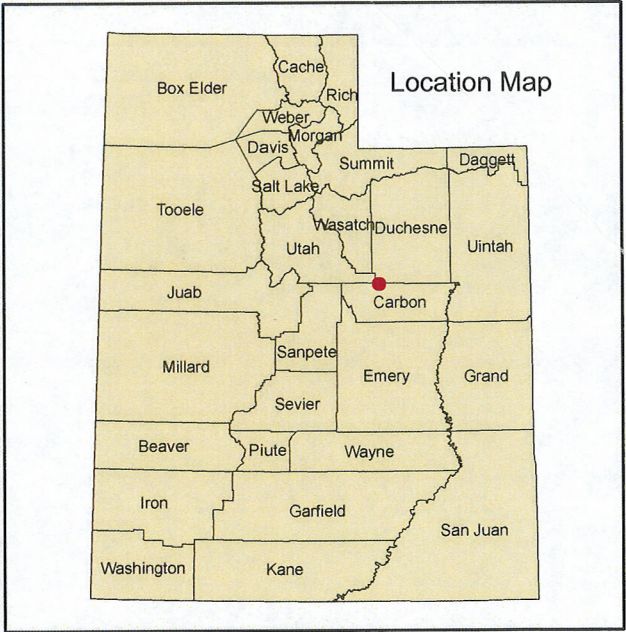 Location Map
Cache
Box Elder
Rich
Weber
Morgan
Davis
Summit
Daggett
Salt Lake
Tooele
Wasatch
Duchesne
Utah
Uintah
Juab
Carbon
Sanpete
Millard
Emery
Grand
Sevier
Beaver
Piute
Wayne
Iron
Garfield
San Juan
Washington
Kane